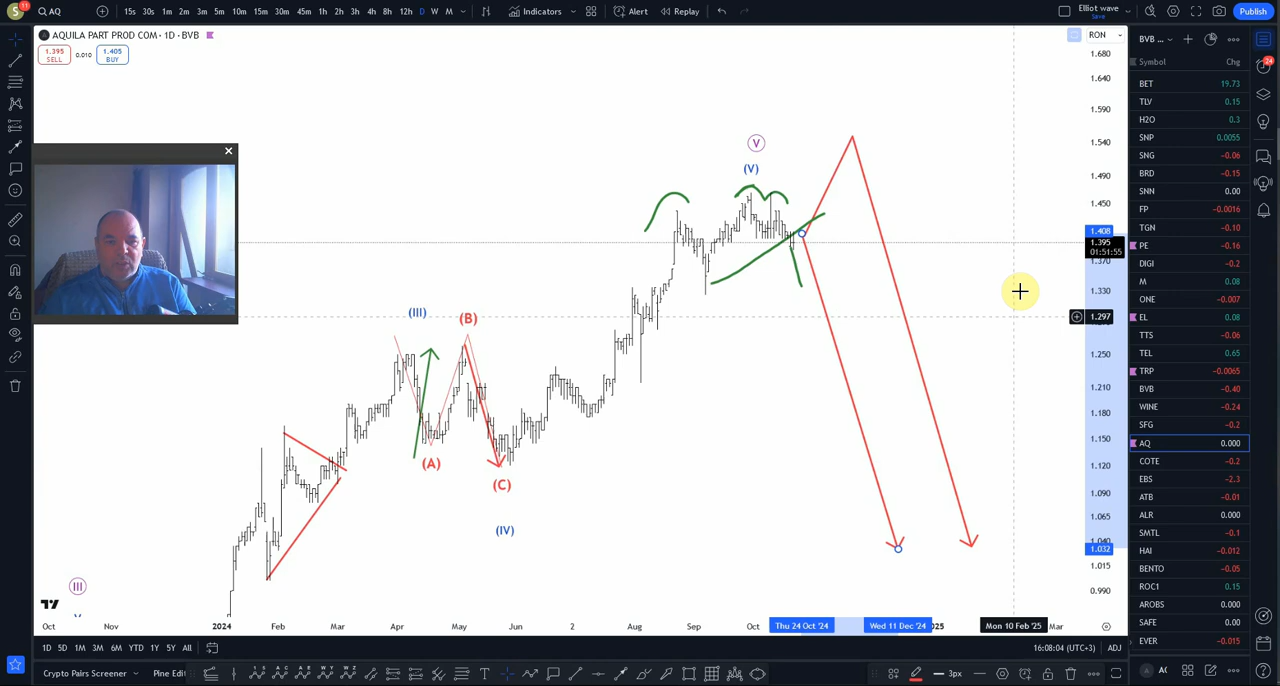 S 11 AQ 15s 30s 1m 2m 3m 5m 10m 15m 30m 45m 1h 2h 3h 4h 8h 12h D W M Indicators Alert Replay Elliot wave Save Publish
AQUILA PART PROD COM · 1D · BVB
1.395 SELL 0.010 1.405 BUY
RON
BVB ...
Symbol Chg
BET 19.73
TLV 0.15
H2O 0.3
SNP 0.0055
SNG −0.06
BRD −0.15
SNN 0.00
FP −0.0016
TGN −0.10
PE −0.16
DIGI −0.2
M 0.08
ONE −0.007
EL 0.08
TTS −0.06
TEL 0.65
TRP −0.0065
BVB −0.40
WINE −0.24
SFG −0.2
AQ 0.000
COTE −0.2
EBS −2.3
ATB −0.01
ALR 0.000
SMTL −0.1
HAI −0.012
BENTO −0.05
ROC1 0.15
AROBS 0.00
SAFE 0.00
EVER −0.015
24
1.680
1.640
1.590
1.540
1.490
1.450
1.408
1.395
01:51:55
1.370
1.330
1.297
1.250
1.210
1.180
1.150
1.120
1.090
1.065
1.040
1.032
1.015
0.990
V
(V)
(III)
(B)
(A)
(C)
(IV)
III
Oct Nov 2024 Feb Mar Apr May Jun 2 Aug Sep Oct Thu 24 Oct '24 Wed 11 Dec '24 2025 Mon 10 Feb '25 Mar
1D 5D 1M 3M 6M YTD 1Y 5Y All 16:08:04 (UTC+3) ADJ
Crypto Pairs Screener Pine Edit 3px